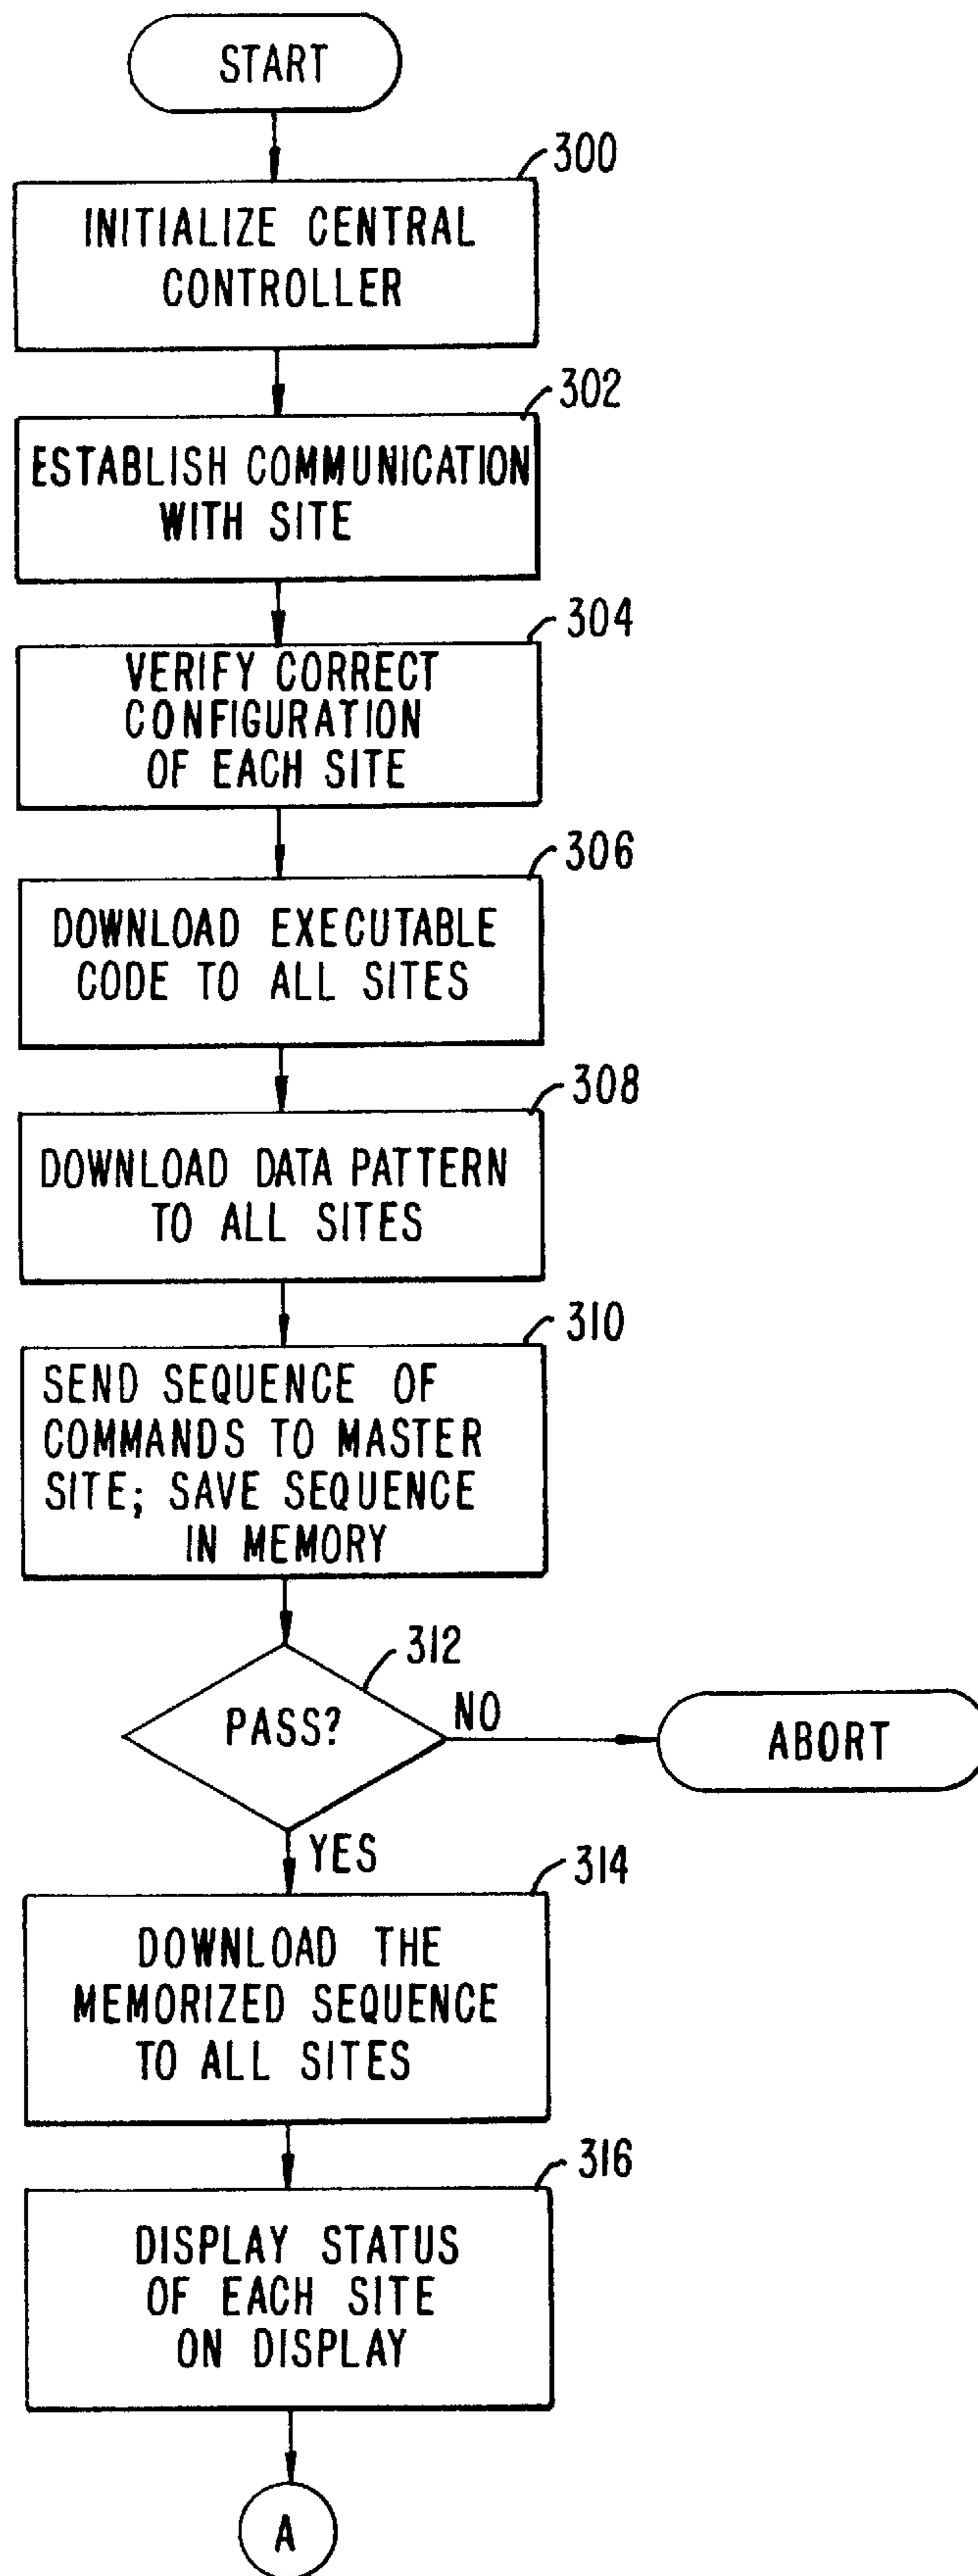 START
300
INITIALIZE CENTRAL
CONTROLLER
302
ESTABLISH COMMUNICATION
WITH SITE
304
VERIFY CORRECT
CONFIGURATION
OF EACH SITE
306
DOWNLOAD EXECUTABLE
CODE TO ALL SITES
308
DOWNLOAD DATA PATTERN
TO ALL SITES
310
SEND SEQUENCE OF
COMMANDS TO MASTER
SITE; SAVE SEQUENCE
IN MEMORY
312
PASS?
NO
ABORT
YES
314
DOWNLOAD THE
MEMORIZED SEQUENCE
TO ALL SITES
316
DISPLAY STATUS
OF EACH SITE
ON DISPLAY
A